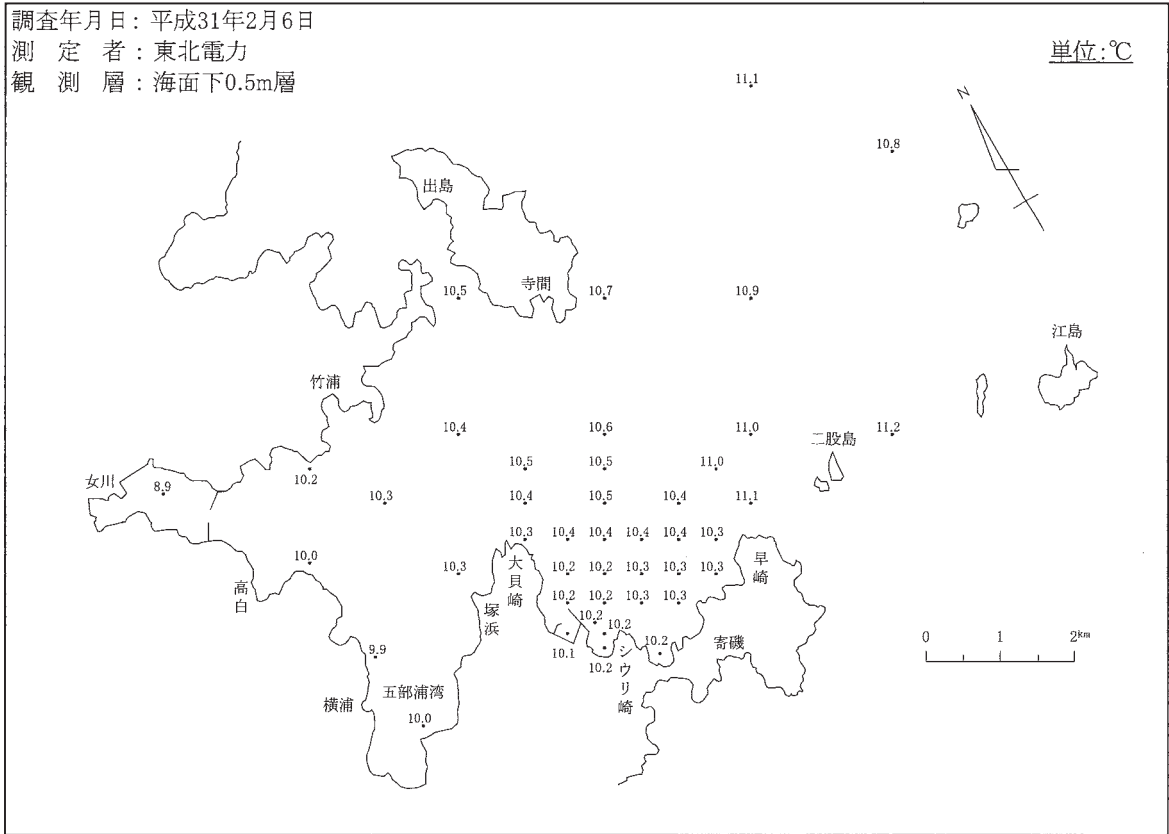 調査年月日：平成31年2月6日
測　定　者：東北電力
観　測　層：海面下0.5m層
単位：℃
11.1
N
10.8
出島
寺間
10.5
10.7
10.9
江島
竹浦
10.4
10.6
11.0
二股島
11.2
女川
8.9
10.2
10.5
10.5
11.0
10.3
10.4
10.5
10.4
11.1
10.3
10.4
10.4
10.4
10.4
10.3
10.0
10.3
大貝崎
10.2
10.2
10.3
10.3
10.3
早崎
高白
塚浜
10.2
10.2
10.3
10.3
10.2
10.2
寄磯
0 1 2km
9.9
10.1
10.2
10.2
シウリ崎
五部浦湾
横浦
10.0